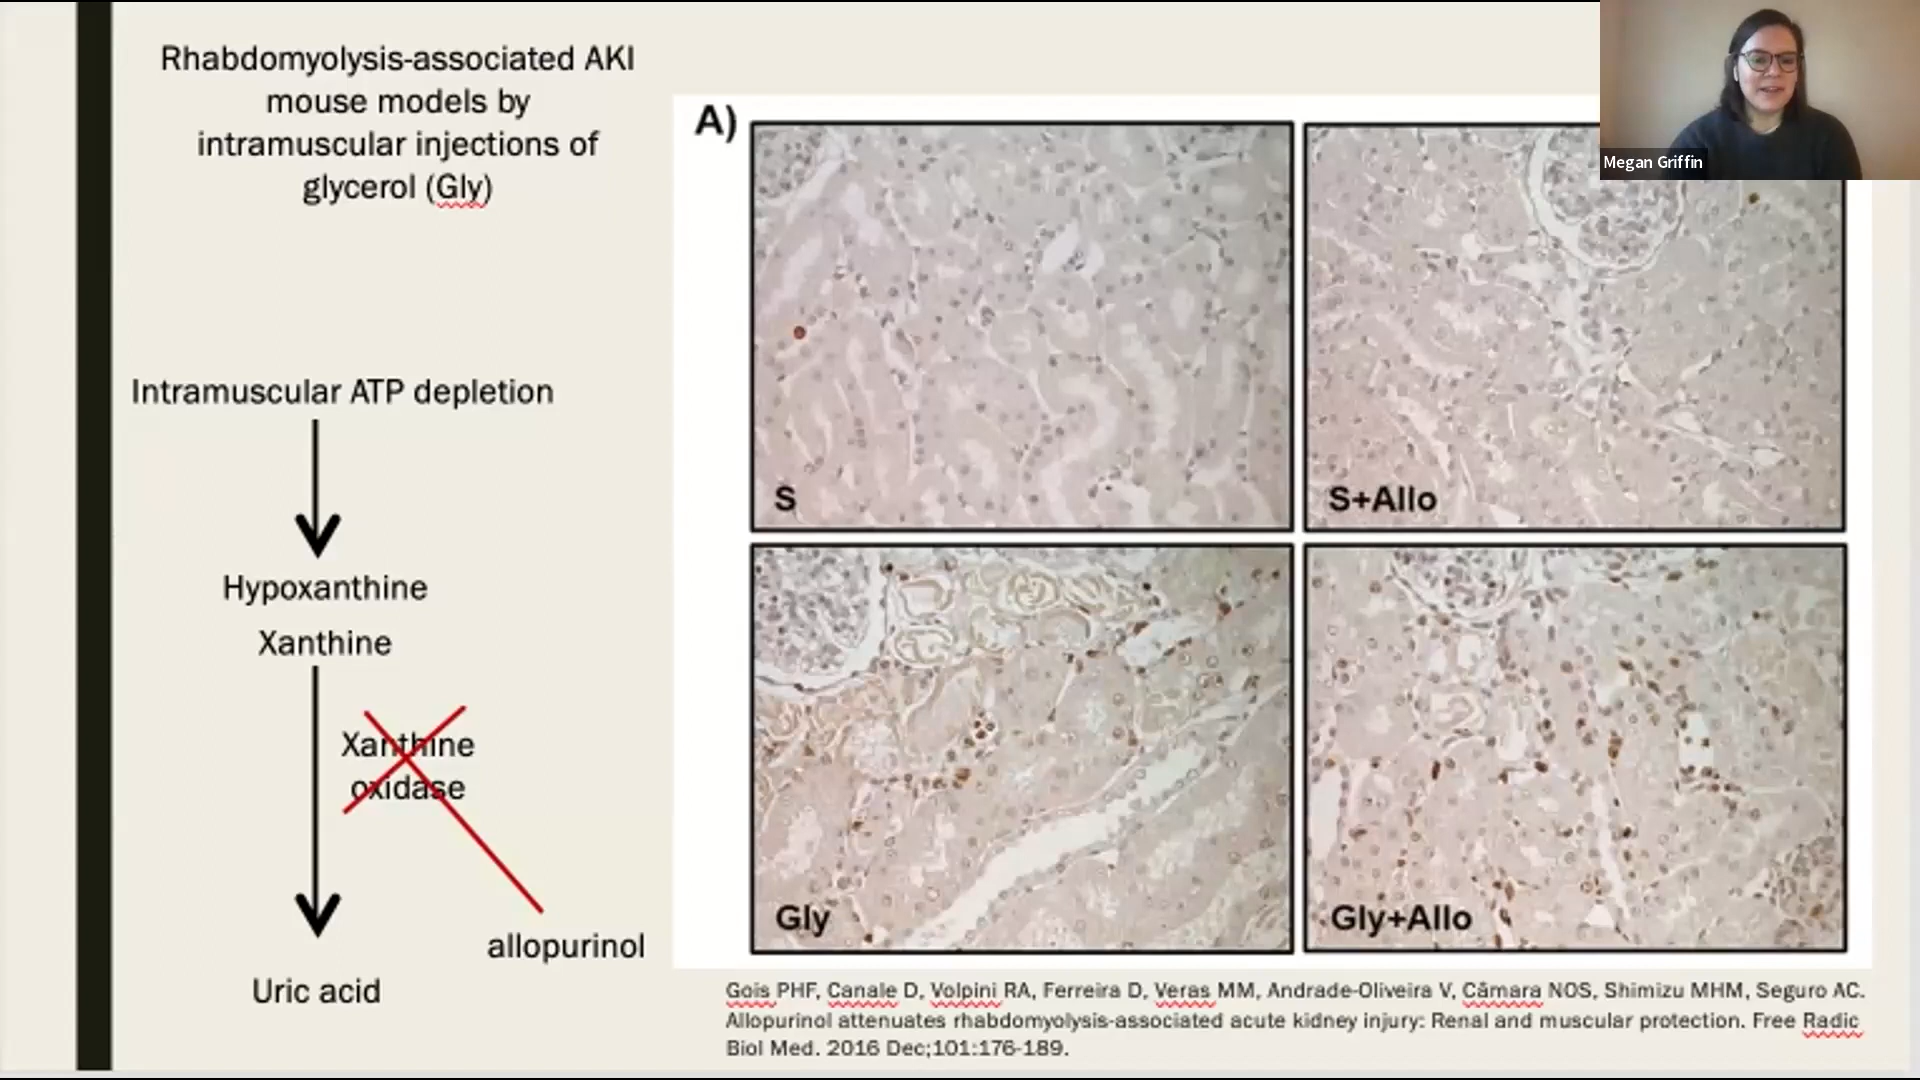 Rhabdomyolysis-associated AKI
mouse models by
intramuscular injections of
glycerol (Gly)
Intramuscular ATP depletion
Hypoxanthine
Xanthine
Xanthine
oxidase
allopurinol
Uric acid
A)
S
S+Allo
Gly
Gly+Allo
Gois PHF, Canale D, Volpini RA, Ferreira D, Veras MM, Andrade-Oliveira V, Câmara NOS, Shimizu MHM, Seguro AC.
Allopurinol attenuates rhabdomyolysis-associated acute kidney injury: Renal and muscular protection. Free Radic
Biol Med. 2016 Dec;101:176-189.
Megan Griffin